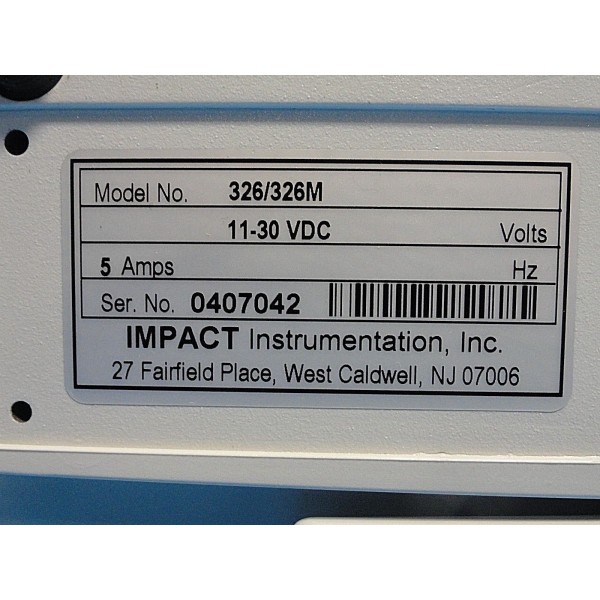 Model No. 326/326M
11-30 VDC Volts
5 Amps Hz
Ser. No. 0407042
IMPACT Instrumentation, Inc.
27 Fairfield Place, West Caldwell, NJ 07006